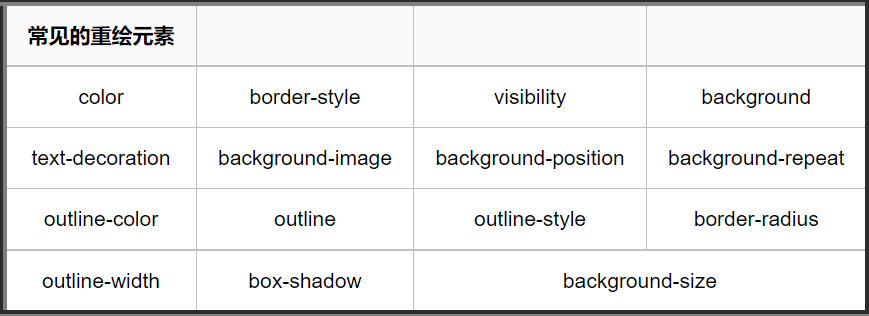 常见的重绘元素
color border-style visibility background
text-decoration background-image background-position background-repeat
outline-color outline outline-style border-radius
outline-width box-shadow background-size